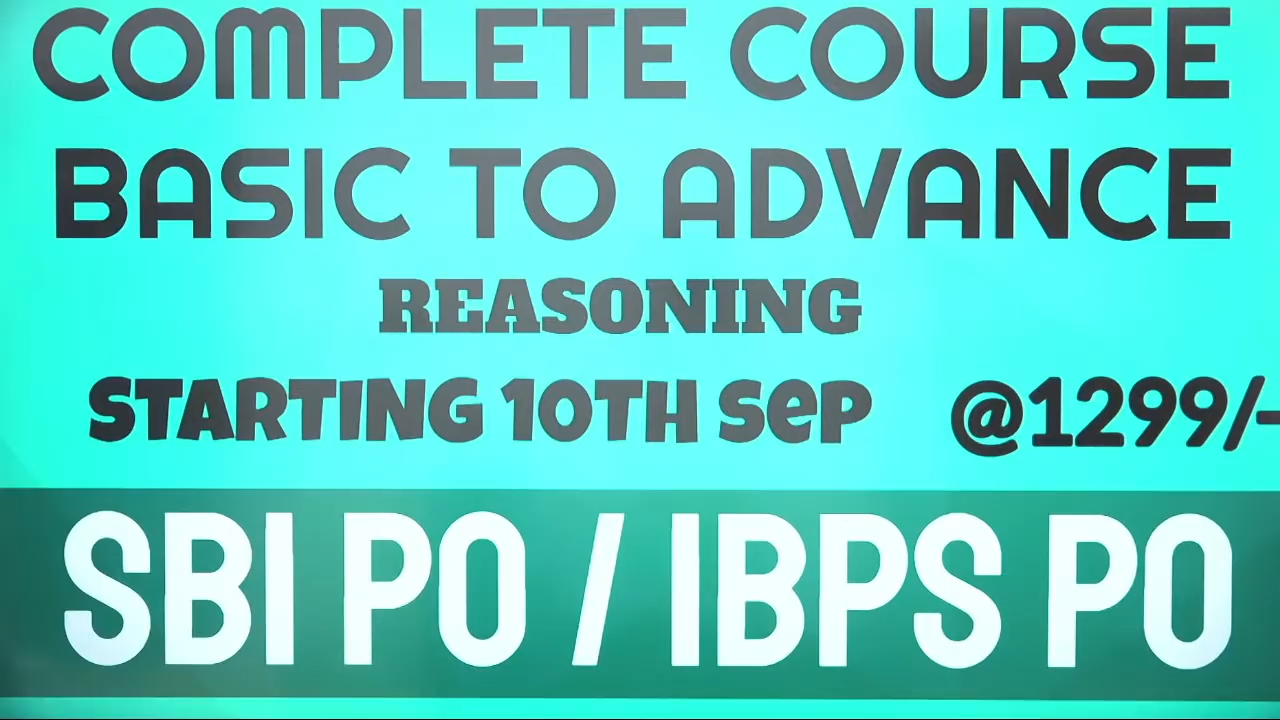 COMPLETE COURSE
BASIC TO ADVANCE
REASONING
STARTING 10TH SEP @1299/-
SBI PO / IBPS PO